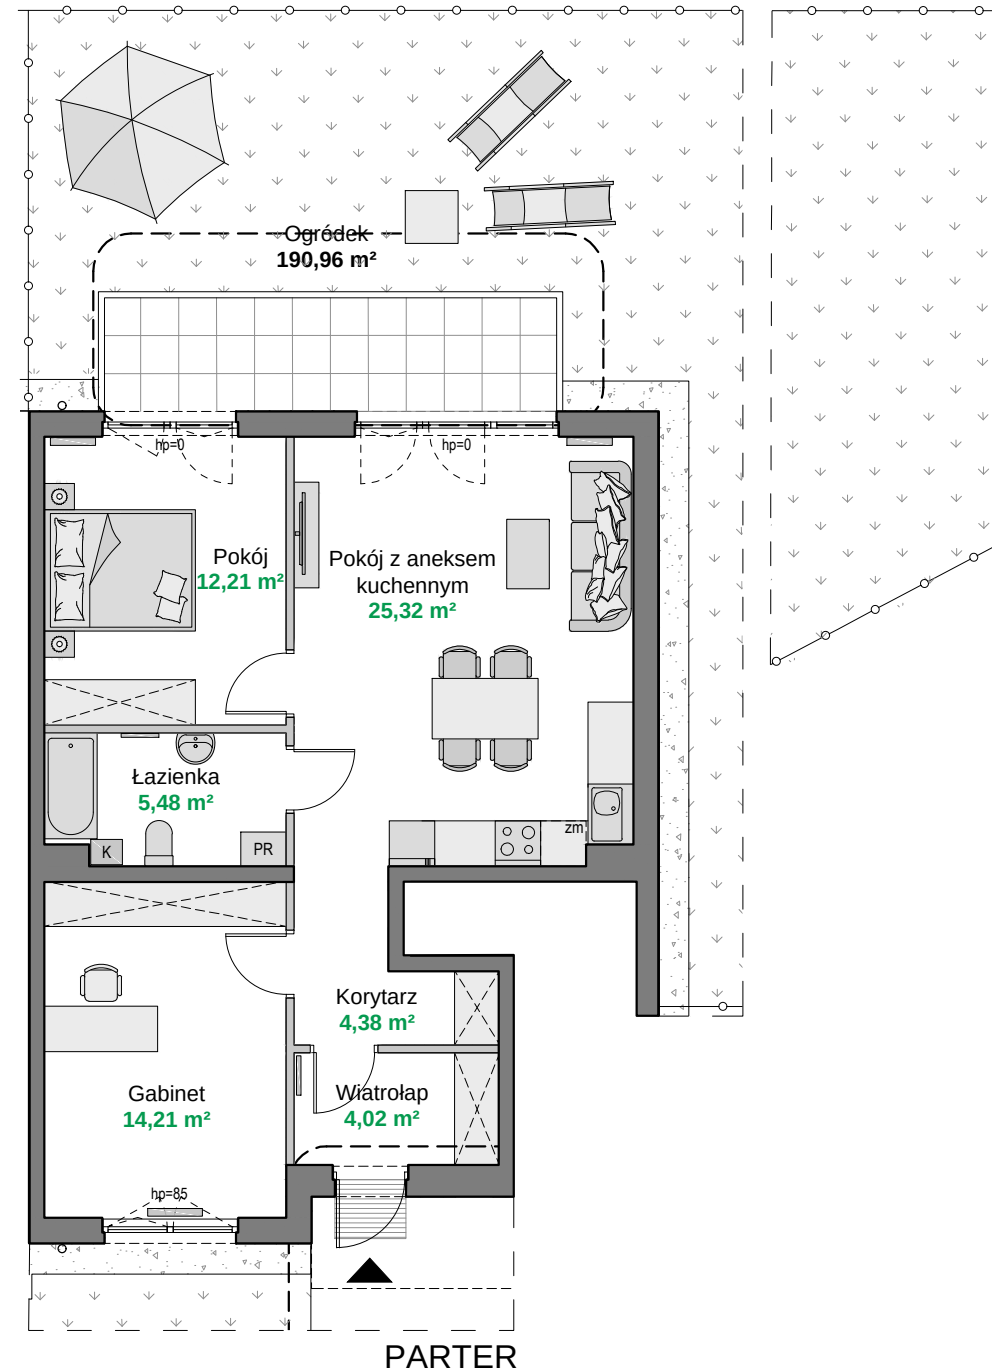 Ogródek
190,96 m²
hp=0
hp=0
Pokój
12,21 m²
Pokój z aneksem
kuchennym
25,32 m²
Łazienka
5,48 m²
zm
K
PR
Korytarz
4,38 m²
Gabinet
14,21 m²
Wiatrołap
4,02 m²
hp=85
PARTER